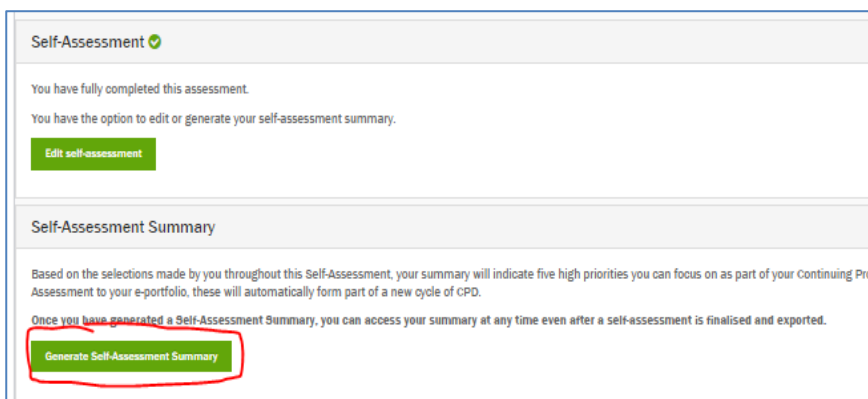 Self-Assessment
You have fully completed this assessment.
You have the option to edit or generate your self-assessment summary.
Edit self-assessment
Self-Assessment Summary
Based on the selections made by you throughout this Self-Assessment, your summary will indicate five high priorities you can focus on as part of your Continuing Pr
Assessment to your e-portfolio, these will automatically form part of a new cycle of CPD.
Once you have generated a Self-Assessment Summary, you can access your summary at any time even after a self-assessment is finalised and exported.
Generate Self-Assessment Summary